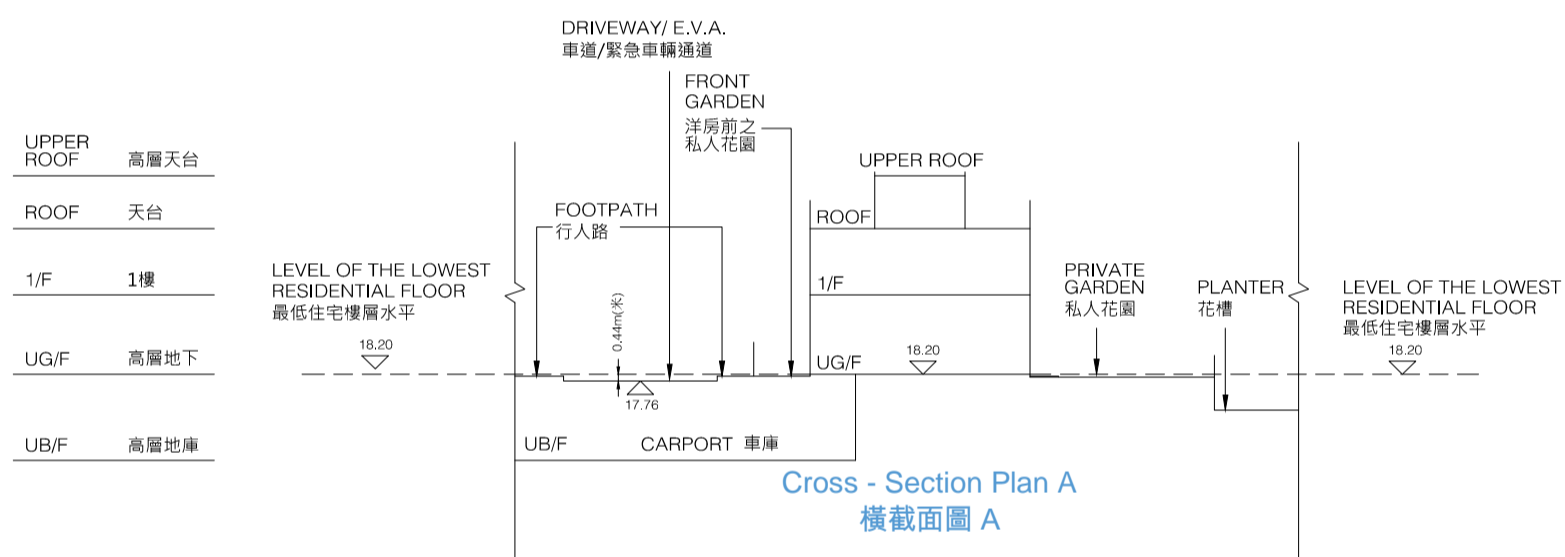 DRIVEWAY/ E.V.A.
車道/緊急車輛通道
FRONT
GARDEN
洋房前之
私人花園
UPPER
ROOF 高層天台
ROOF 天台
1/F 1樓
UG/F 高層地下
UB/F 高層地庫
LEVEL OF THE LOWEST
RESIDENTIAL FLOOR
最低住宅樓層水平
18.20
FOOTPATH
行人路
0.44m(米)
17.76
UPPER ROOF
ROOF
1/F
UG/F
18.20
UB/F
CARPORT 車庫
PRIVATE
GARDEN
私人花園
PLANTER
花槽
LEVEL OF THE LOWEST
RESIDENTIAL FLOOR
最低住宅樓層水平
18.20
Cross - Section Plan A
橫截面圖 A